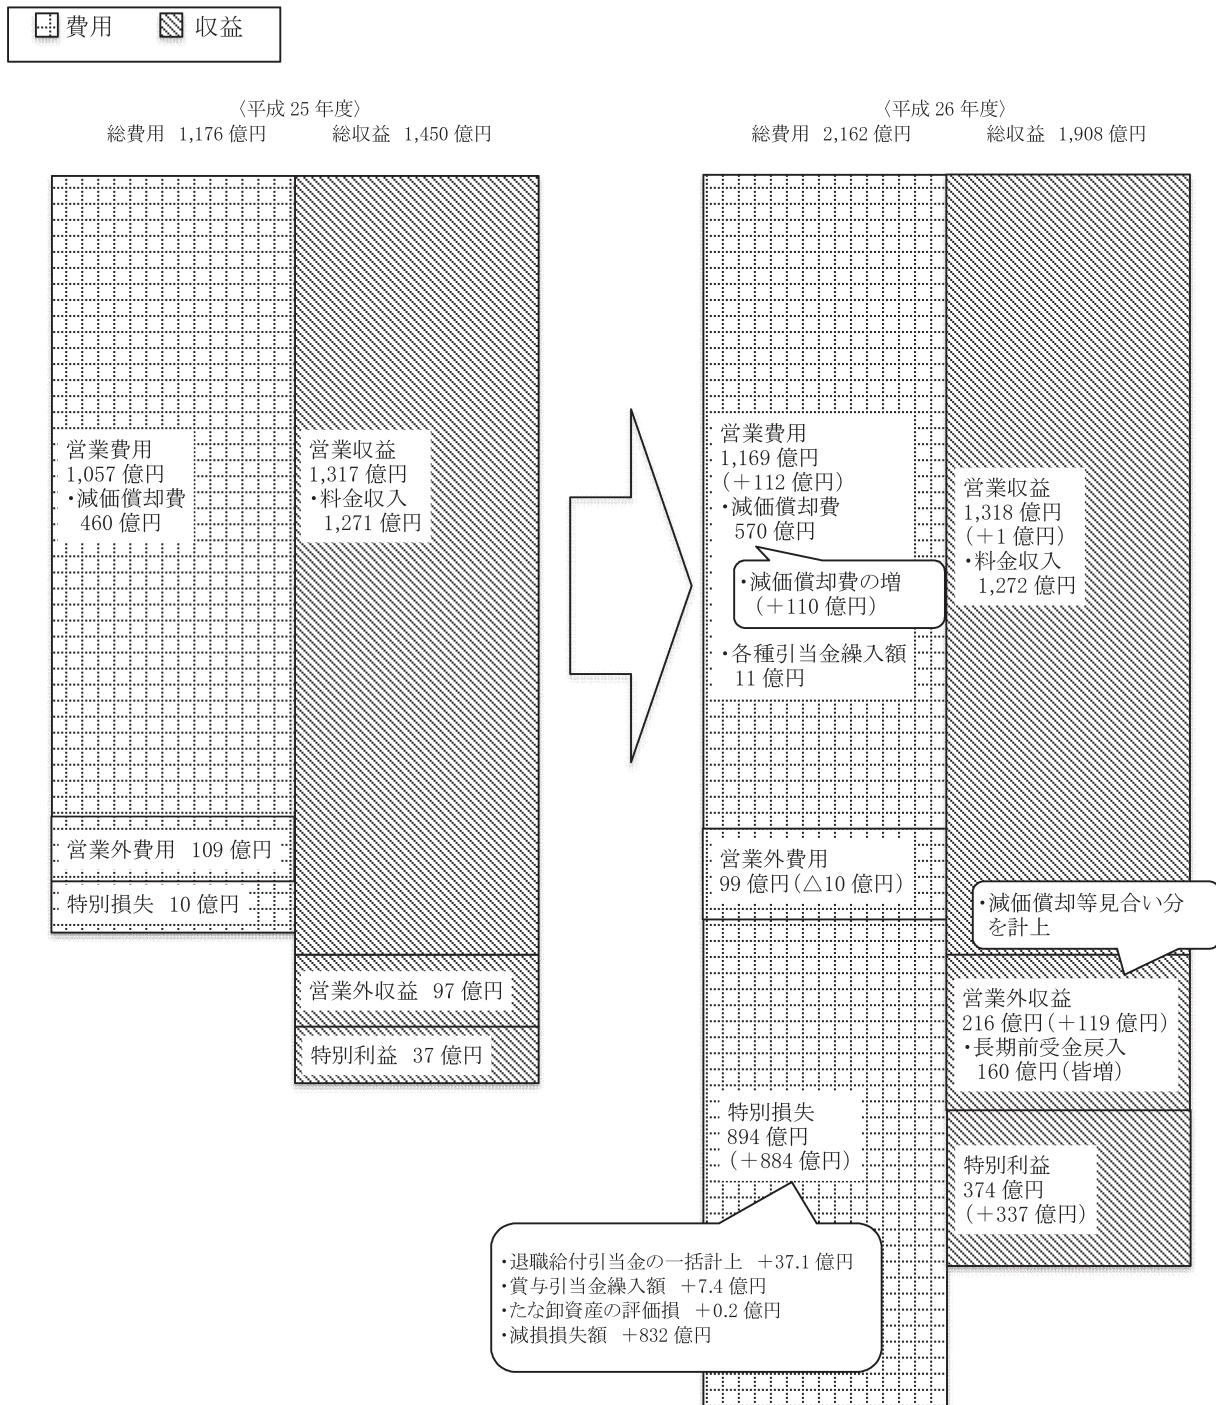 費用 収益
〈平成 25 年度〉
総費用 1,176 億円 総収益 1,450 億円
営業費用
1,057 億円
・減価償却費
460 億円
営業収益
1,317 億円
・料金収入
1,271 億円
営業外費用 109 億円
特別損失 10 億円
営業外収益 97 億円
特別利益 37 億円
〈平成 26 年度〉
総費用 2,162 億円 総収益 1,908 億円
営業費用
1,169 億円
(+112 億円)
・減価償却費
570 億円
・減価償却費の増
(+110 億円)
・各種引当金繰入額
11 億円
営業収益
1,318 億円
(+1 億円)
・料金収入
1,272 億円
営業外費用
99 億円(△10 億円)
・減価償却等見合い分
を計上
営業外収益
216 億円(+119 億円)
・長期前受金戻入
160 億円(皆増)
特別損失
894 億円
(+884 億円)
特別利益
374 億円
(+337 億円)
・退職給付引当金の一括計上 +37.1 億円
・賞与引当金繰入額 +7.4 億円
・たな卸資産の評価損 +0.2 億円
・減損損失額 +832 億円